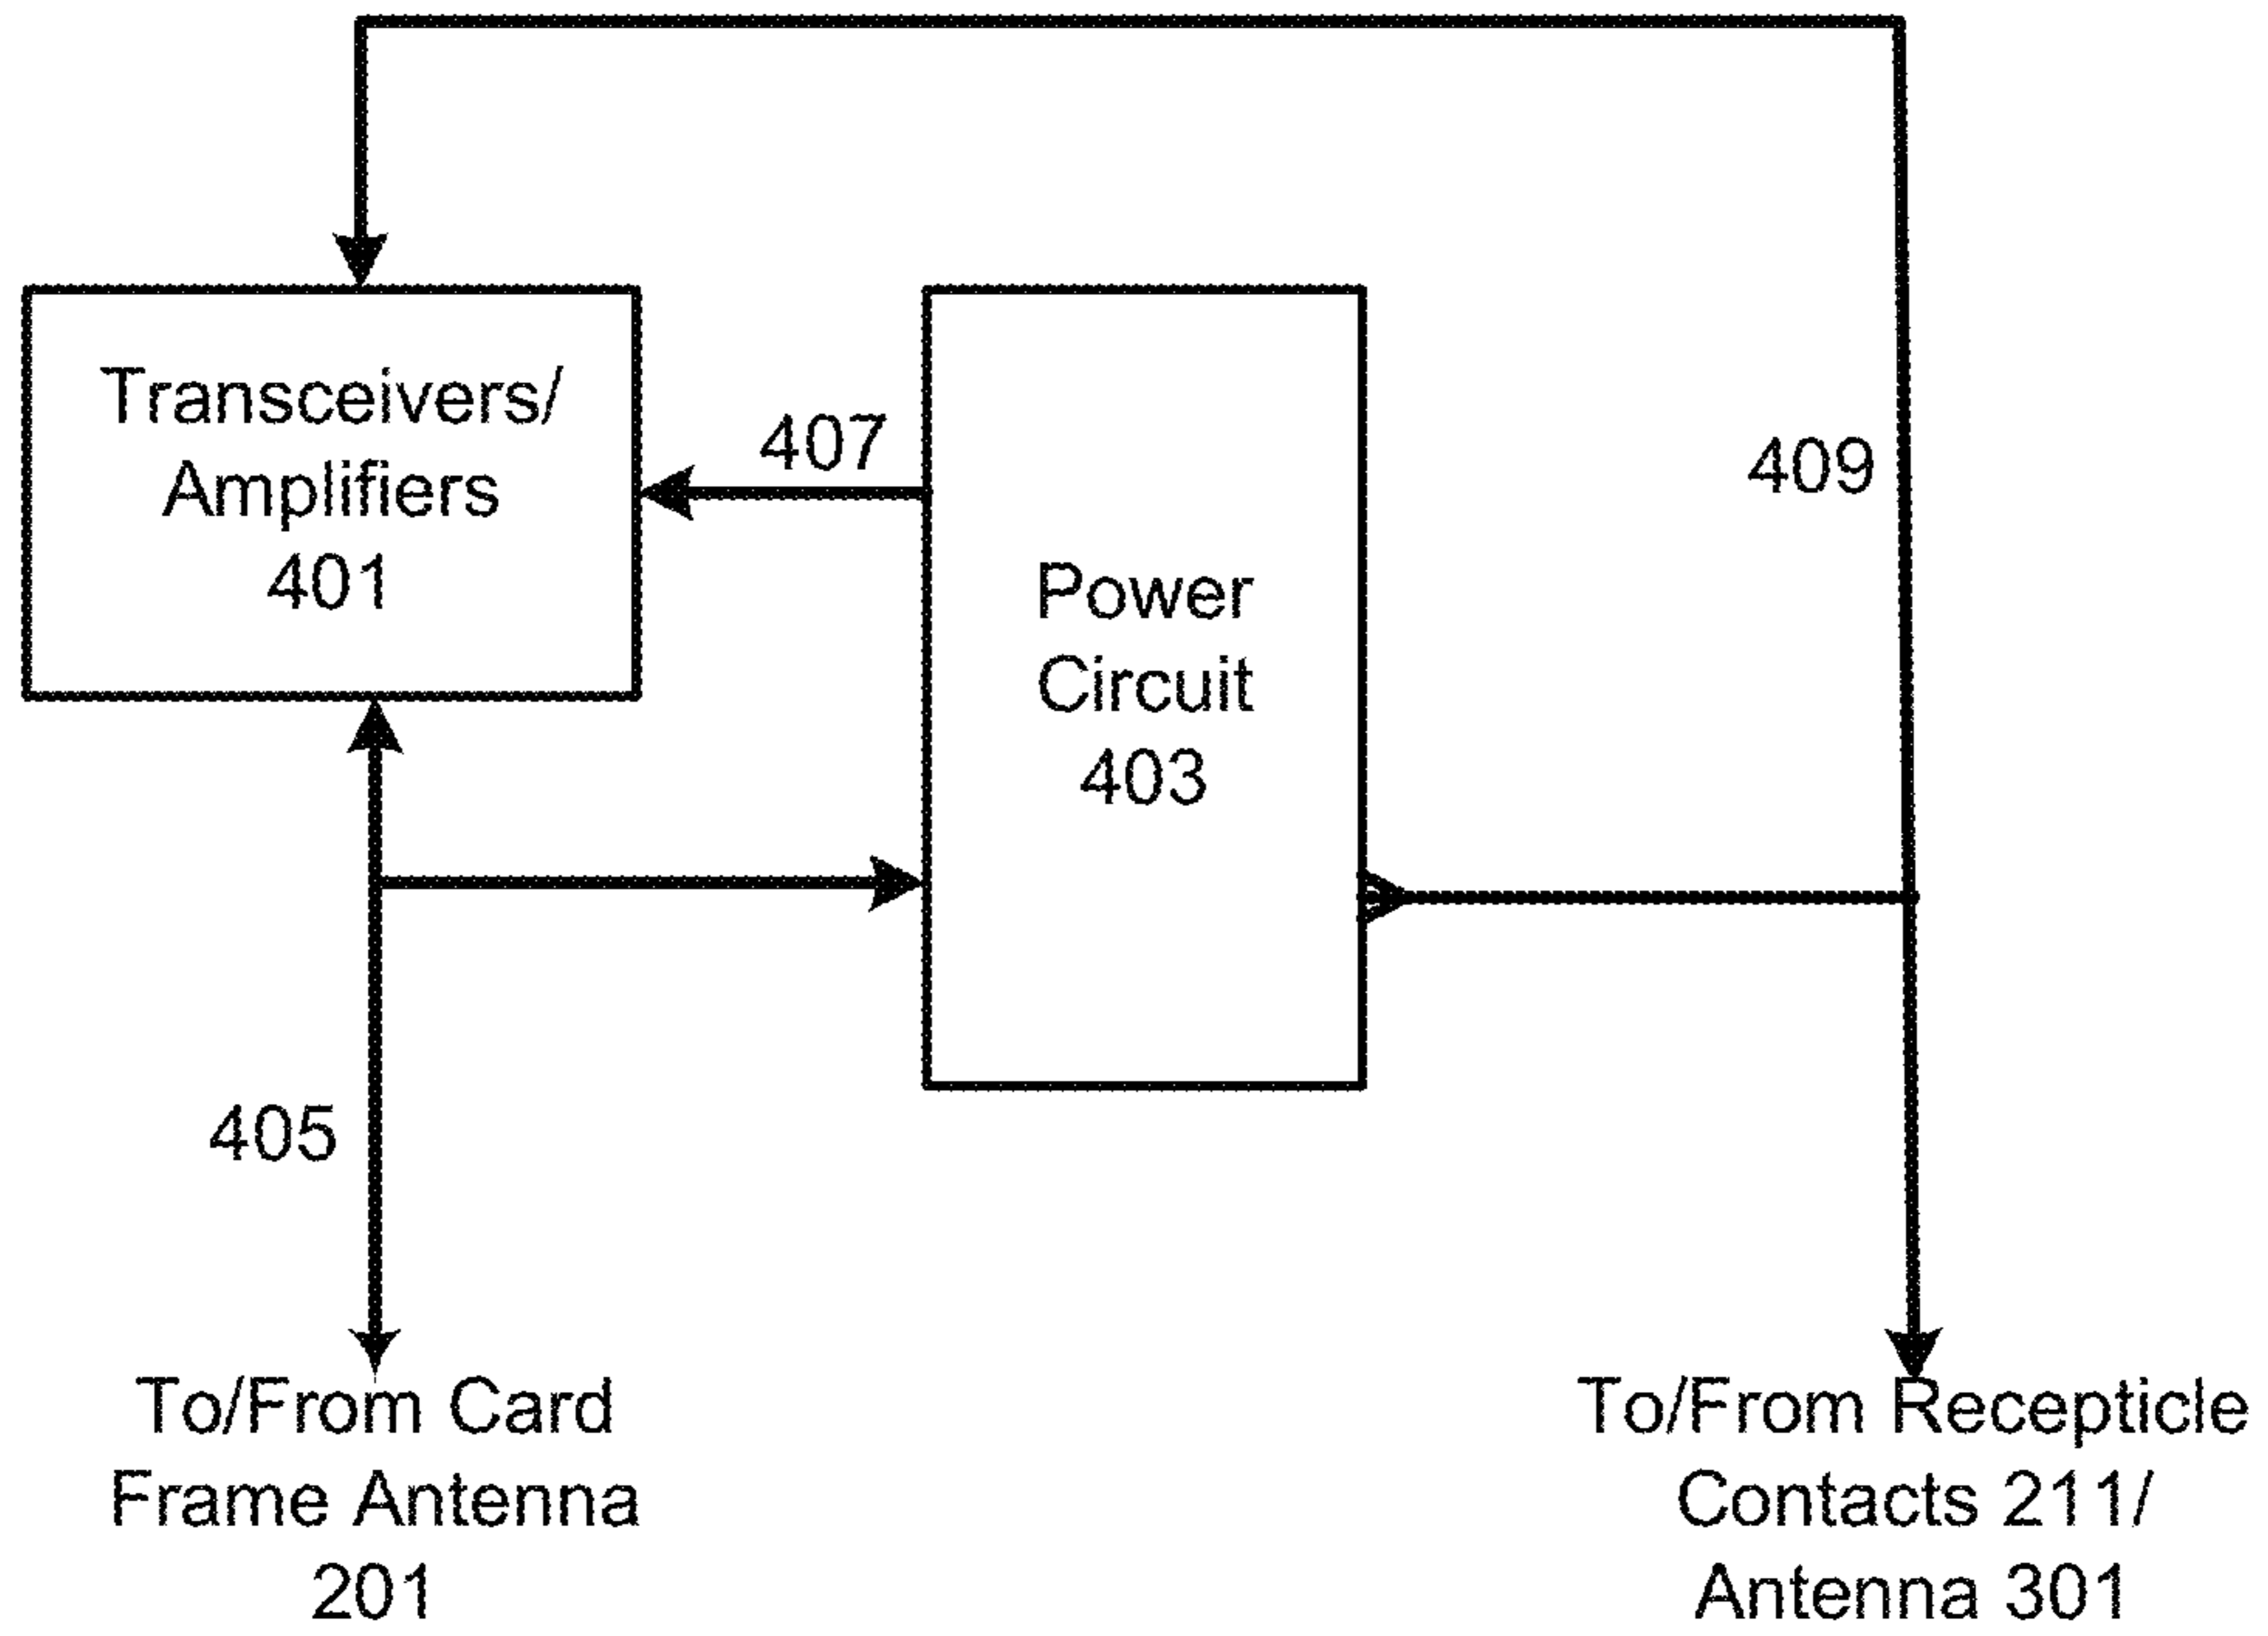 Transceivers/
Amplifiers
401
407
Power
Circuit
403
409
405
To/From Card
Frame Antenna
201
To/From Recepticle
Contacts 211/
Antenna 301